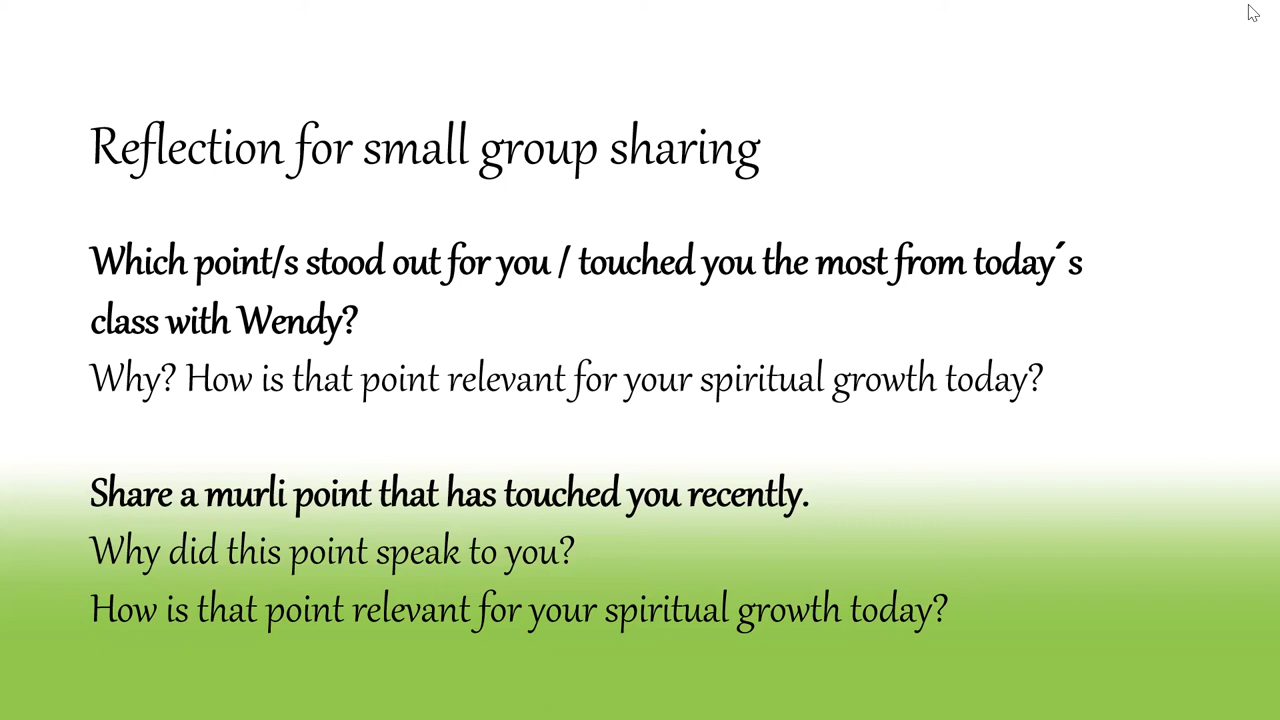 Reflection for small group sharing
Which point/s stood out for you / touched you the most from today´s
class with Wendy?
Why? How is that point relevant for your spiritual growth today?
Share a murli point that has touched you recently.
Why did this point speak to you?
How is that point relevant for your spiritual growth today?